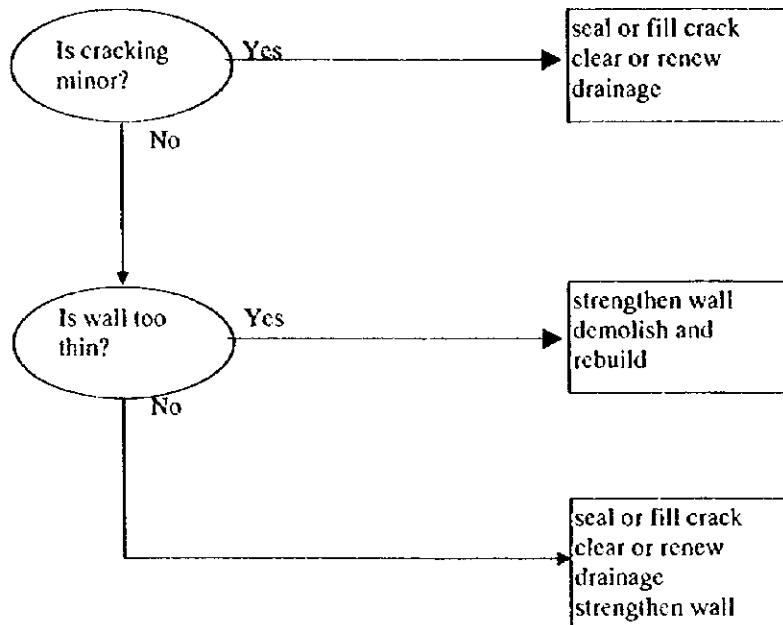 Is cracking
minor?
Yes
seal or fill crack
clear or renew
drainage
No
Is wall too
thin?
Yes
strengthen wall
demolish and
rebuild
No
seal or fill crack
clear or renew
drainage
strengthen wall